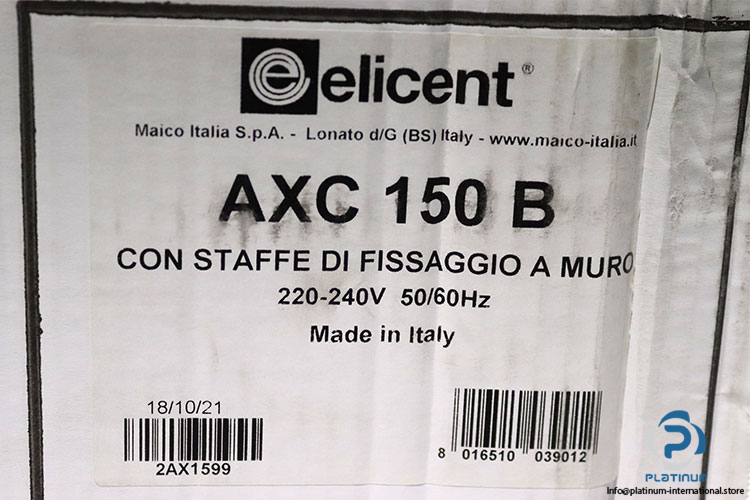 elicent®
Maico Italia S.p.A. - Lonato d/G (BS) Italy - www.maico-italia.it
AXC 150 B
CON STAFFE DI FISSAGGIO A MURO
220-240V 50/60Hz
Made in Italy
18/10/21
2AX1599
8 016510 039012
PLATINUM
Info@platinum-international.store